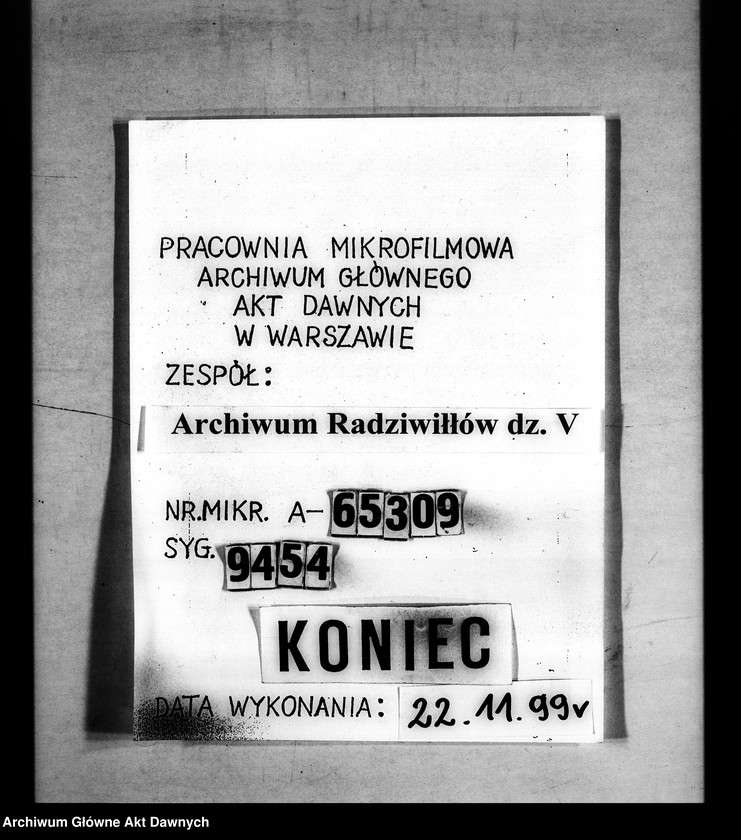 PRACOWNIA MIKROFILMOWA
ARCHIWUM GŁÓWNEGO
AKT DAWNYCH
W WARSZAWIE
ZESPÓŁ:
Archiwum Radziwiłłów dz. V
NR.MIKR. A-65309
SYG. 9454
KONIEC
DATA WYKONANIA: 22.11.99r
Archiwum Główne Akt Dawnych